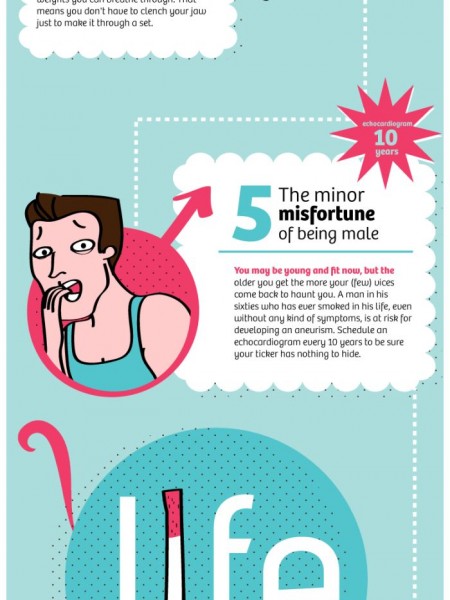 weights you can breathe through. That
means you don't have to clench your jaw
just to make it through a set.
echocardiogram
10
years
5
The minor
misfortune
of being male
You may be young and fit now, but the
older you get the more your (few) vices
come back to haunt you. A man in his
sixties who has ever smoked in his life, even
without any kind of symptoms, is at risk for
developing an aneurism. Schedule an
echocardiogram every 10 years to be sure
your ticker has nothing to hide.
life